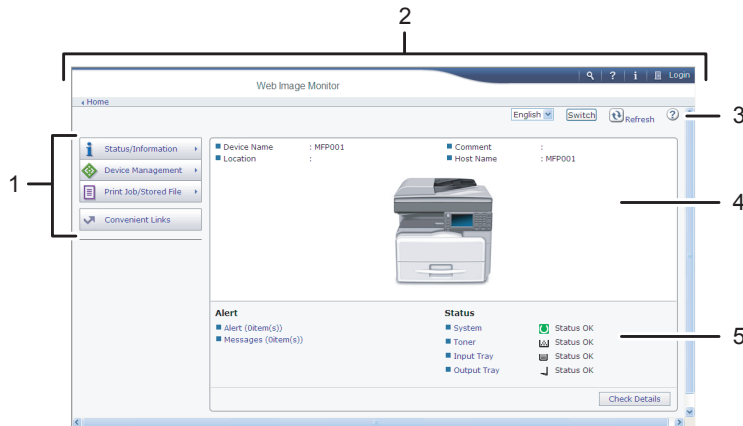 2
Login
Web Image Monitor
Home
English Switch Refresh 3
1
Status/Information
Device Management
Print Job/Stored File
Convenient Links
Device Name : MFP001 Comment :
Location : Host Name : MFP001
4
Alert Status
Alert (0item(s)) System Status OK
Messages (0item(s)) Toner Status OK
Input Tray Status OK
Output Tray Status OK
5
Check Details